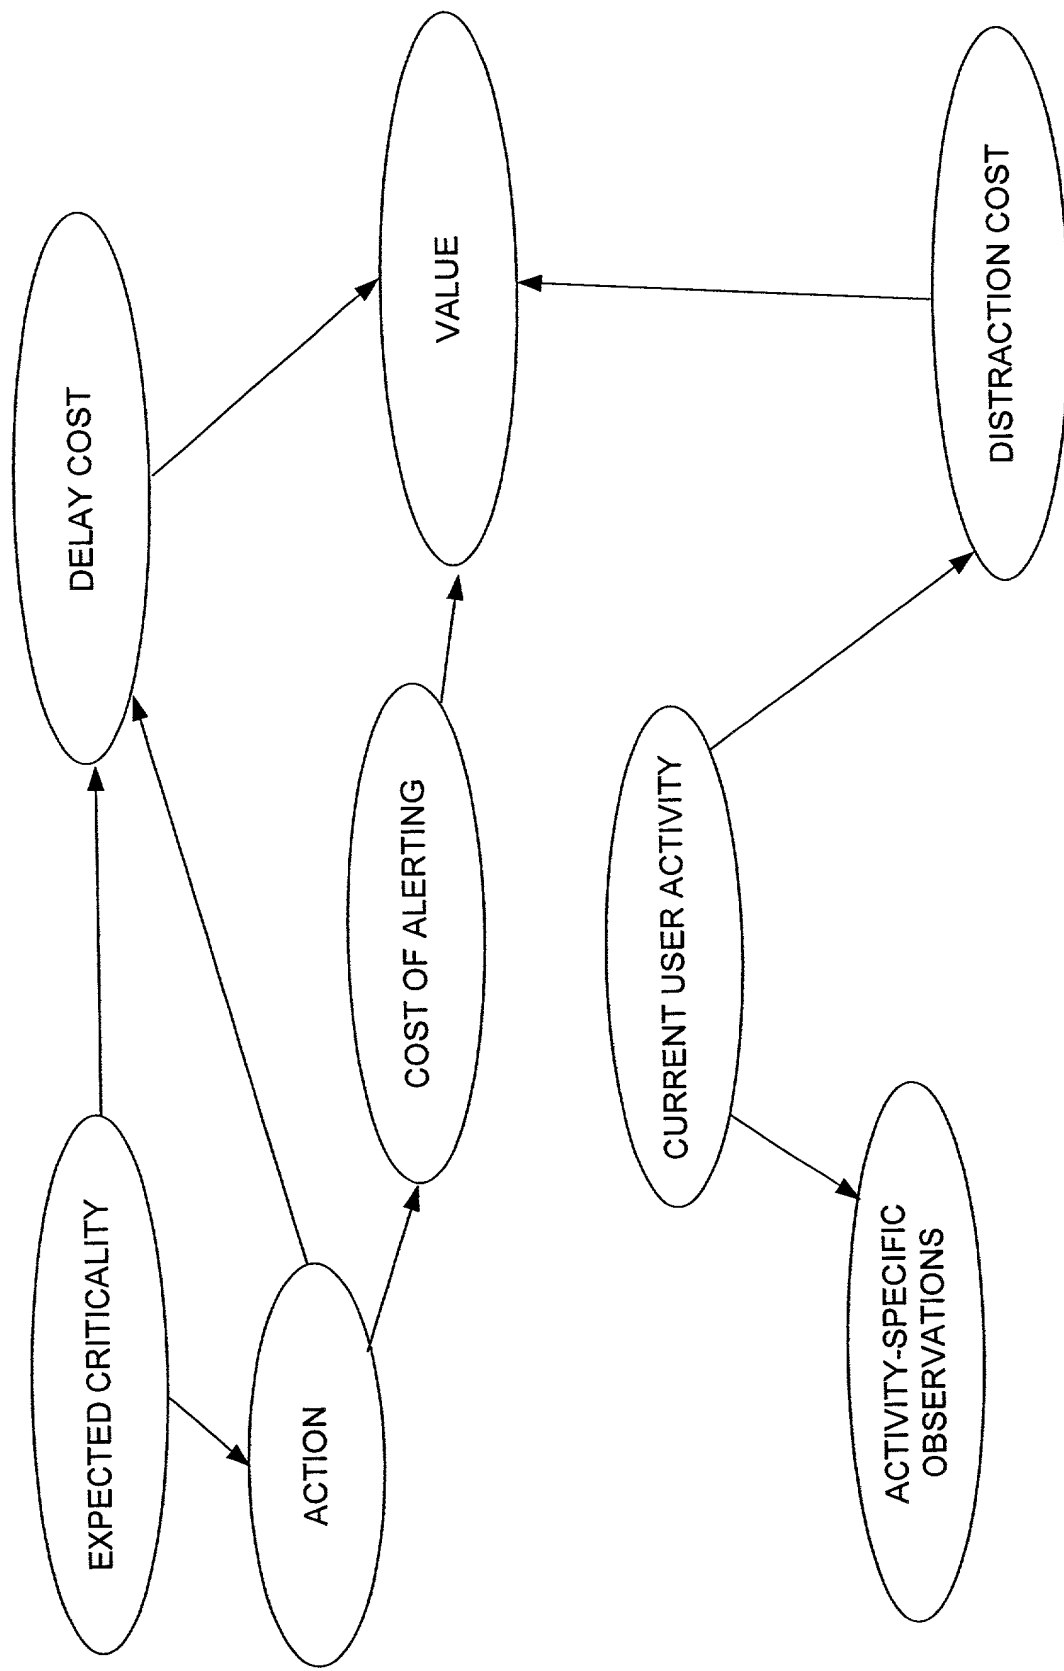 EXPECTED CRITICALITY
DELAY COST
ACTION
COST OF ALERTING
VALUE
CURRENT USER ACTIVITY
ACTIVITY-SPECIFIC
OBSERVATIONS
DISTRACTION COST